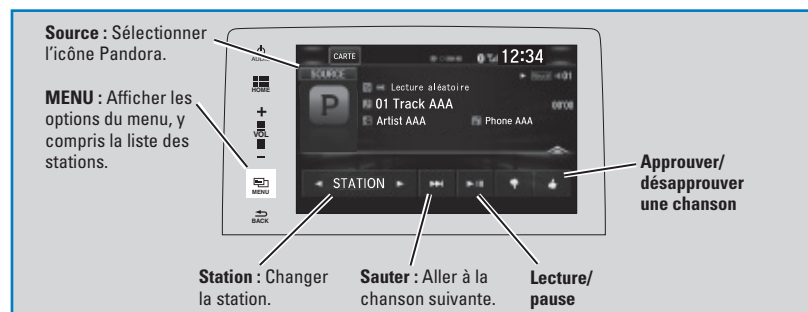 Source : Sélectionner
l’icône Pandora.
MENU : Afficher les
options du menu, y
compris la liste des
stations.
AUDIO
HOME
+
VOL
–
MENU
BACK
CARTE
12:34
SOURCE
P
Lecture aléatoire
01 Track AAA
Artist AAA
Phone AAA
STATION
Approuver/
désapprouver
une chanson
Station : Changer
la station.
Sauter : Aller à la
chanson suivante.
Lecture/
pause